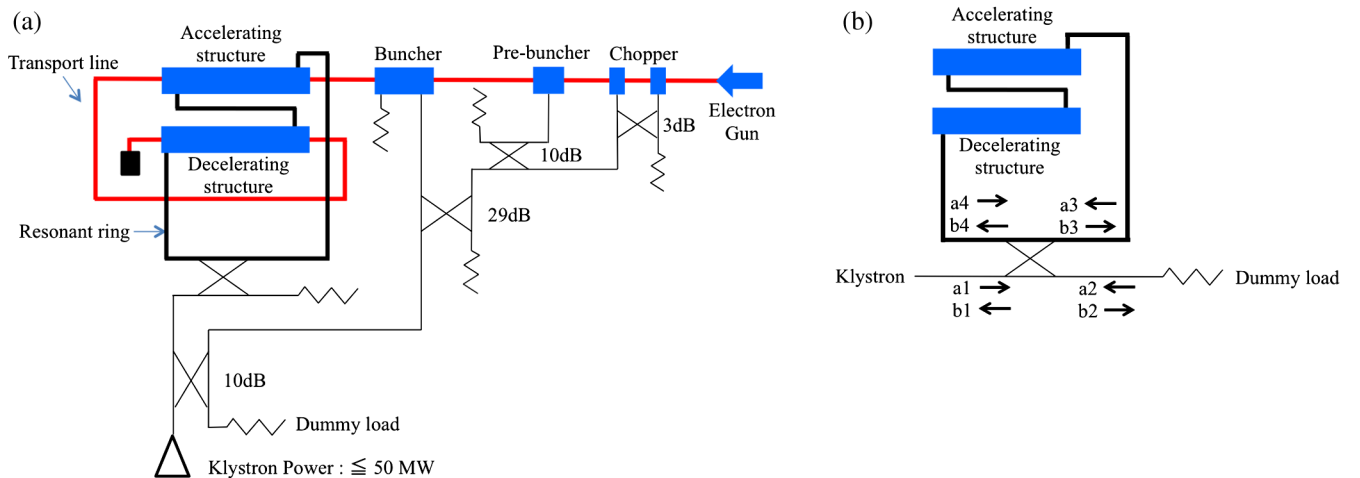 (a)
Transport line
Accelerating
structure
Buncher
Pre-buncher
Chopper
Electron
Gun
3dB
10dB
Decelerating
structure
29dB
Resonant ring
10dB
Dummy load
Klystron Power : ≦ 50 MW
(b)
Accelerating
structure
Decelerating
structure
a4
b4
a3
b3
Klystron
Dummy load
a1
b1
a2
b2